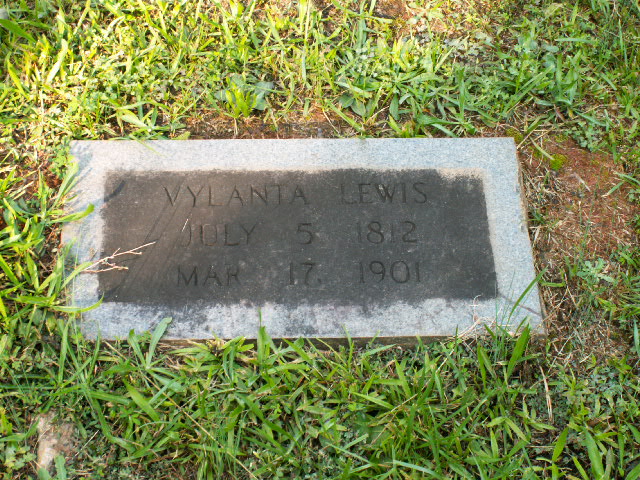 VYLANTA LEWIS
JULY 5 1812
MAR 17, 1901